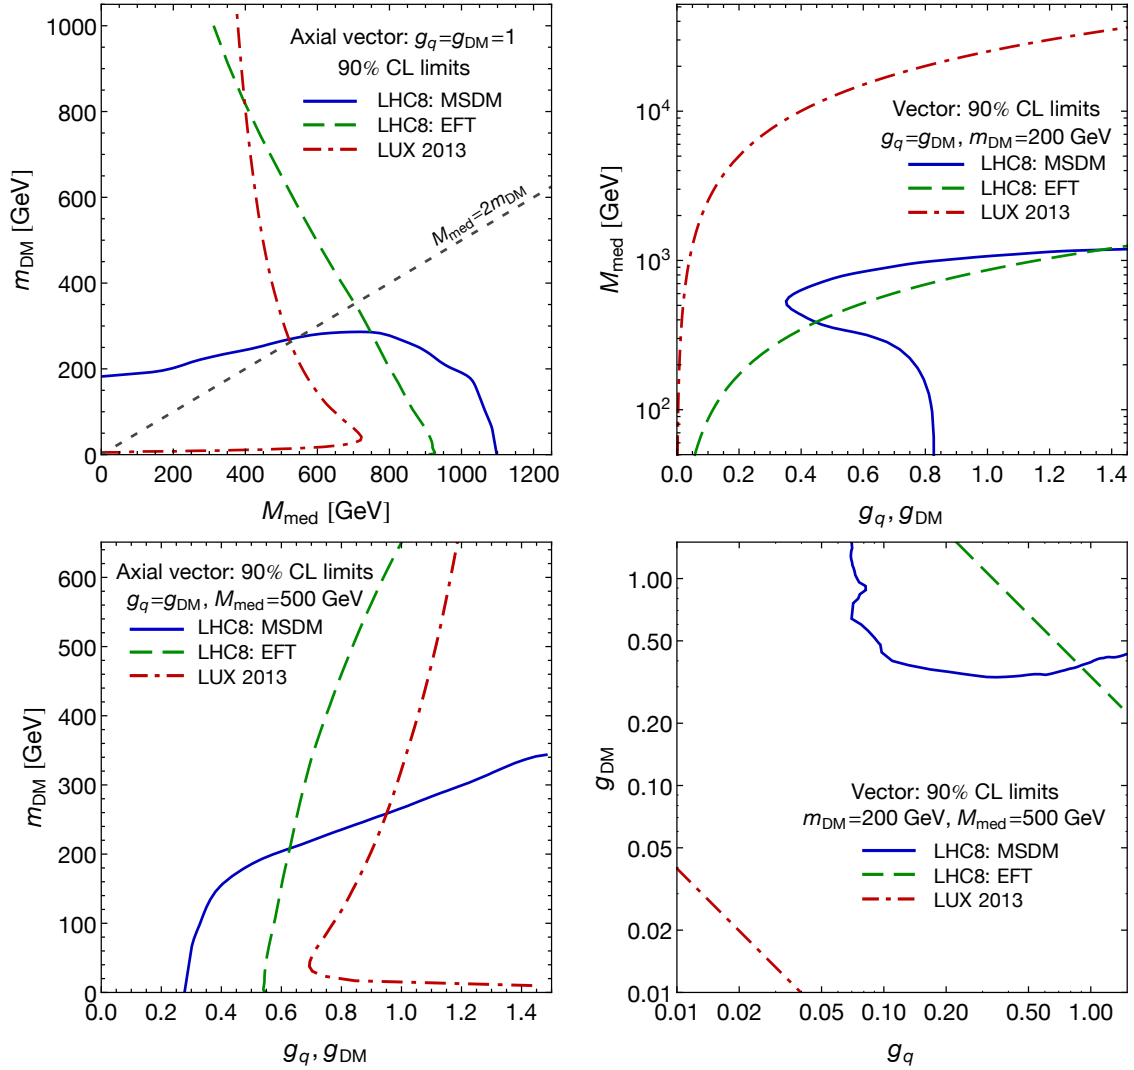 Axial vector: g_q=g_DM=1
90% CL limits
LHC8: MSDM
LHC8: EFT
LUX 2013
M_med=2m_DM
1000
800
600
400
200
0
m_DM [GeV]
0 200 400 600 800 1000 1200
M_med [GeV]
Vector: 90% CL limits
g_q=g_DM, m_DM=200 GeV
LHC8: MSDM
LHC8: EFT
LUX 2013
10^4
10^3
10^2
M_med [GeV]
0.0 0.2 0.4 0.6 0.8 1.0 1.2 1.4
g_q, g_DM
Axial vector: 90% CL limits
g_q=g_DM, M_med=500 GeV
LHC8: MSDM
LHC8: EFT
LUX 2013
600
500
400
300
200
100
0
m_DM [GeV]
0.0 0.2 0.4 0.6 0.8 1.0 1.2 1.4
g_q, g_DM
1.00
0.50
0.20
0.10
0.05
0.02
0.01
g_DM
Vector: 90% CL limits
m_DM=200 GeV, M_med=500 GeV
LHC8: MSDM
LHC8: EFT
LUX 2013
0.01 0.02 0.05 0.10 0.20 0.50 1.00
g_q